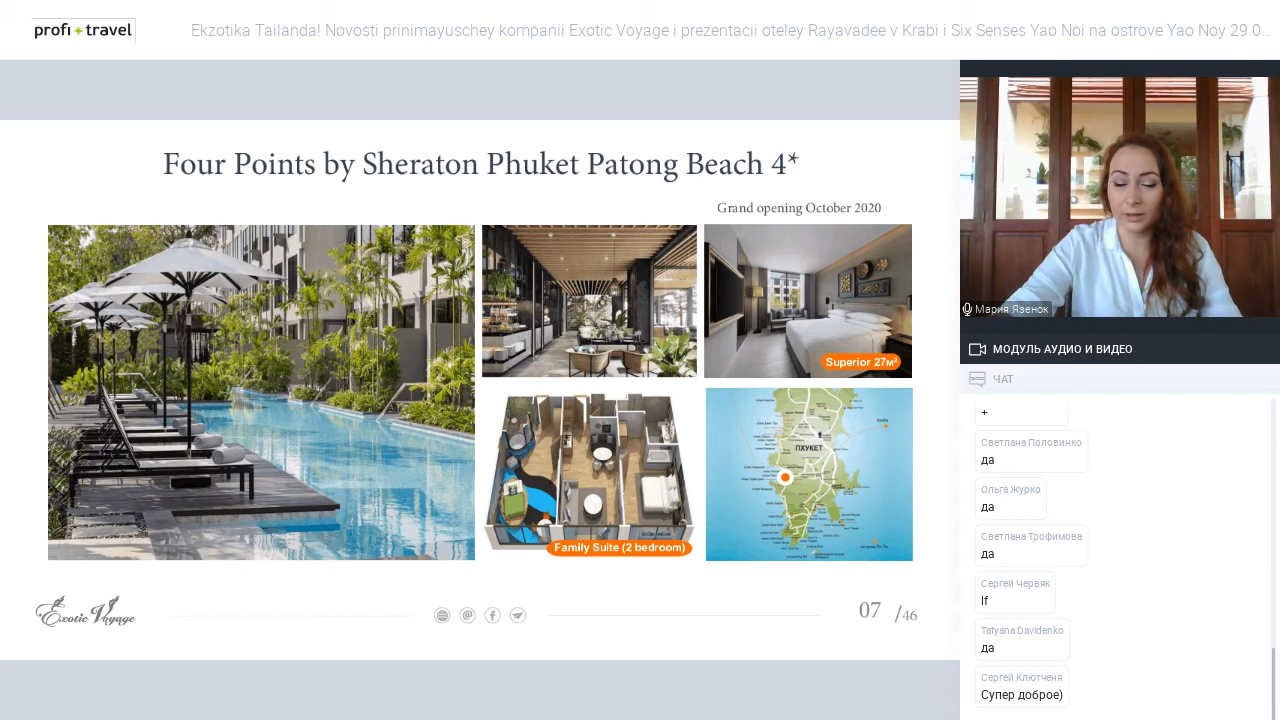 profi + travel
Ekzotika Tailanda! Novosti prinimayuschey kompanii Exotic Voyage i prezentacii oteley Rayavadee v Krabi i Six Senses Yao Noi na ostrove Yao Noy 29.0...
Four Points by Sheraton Phuket Patong Beach 4*
Grand opening October 2020
Superior 27м²
ПХУКЕТ
Family Suite (2 bedroom)
Exotic Voyage
07 /46
Мария Язенок
МОДУЛЬ АУДИО И ВИДЕО
ЧАТ
+
Светлана Половинко
да
Ольга Журко
да
Светлана Трофимова
да
Сергей Червяк
lf
Tatyana Davidenko
да
Сергей Клютченя
Супер доброе)